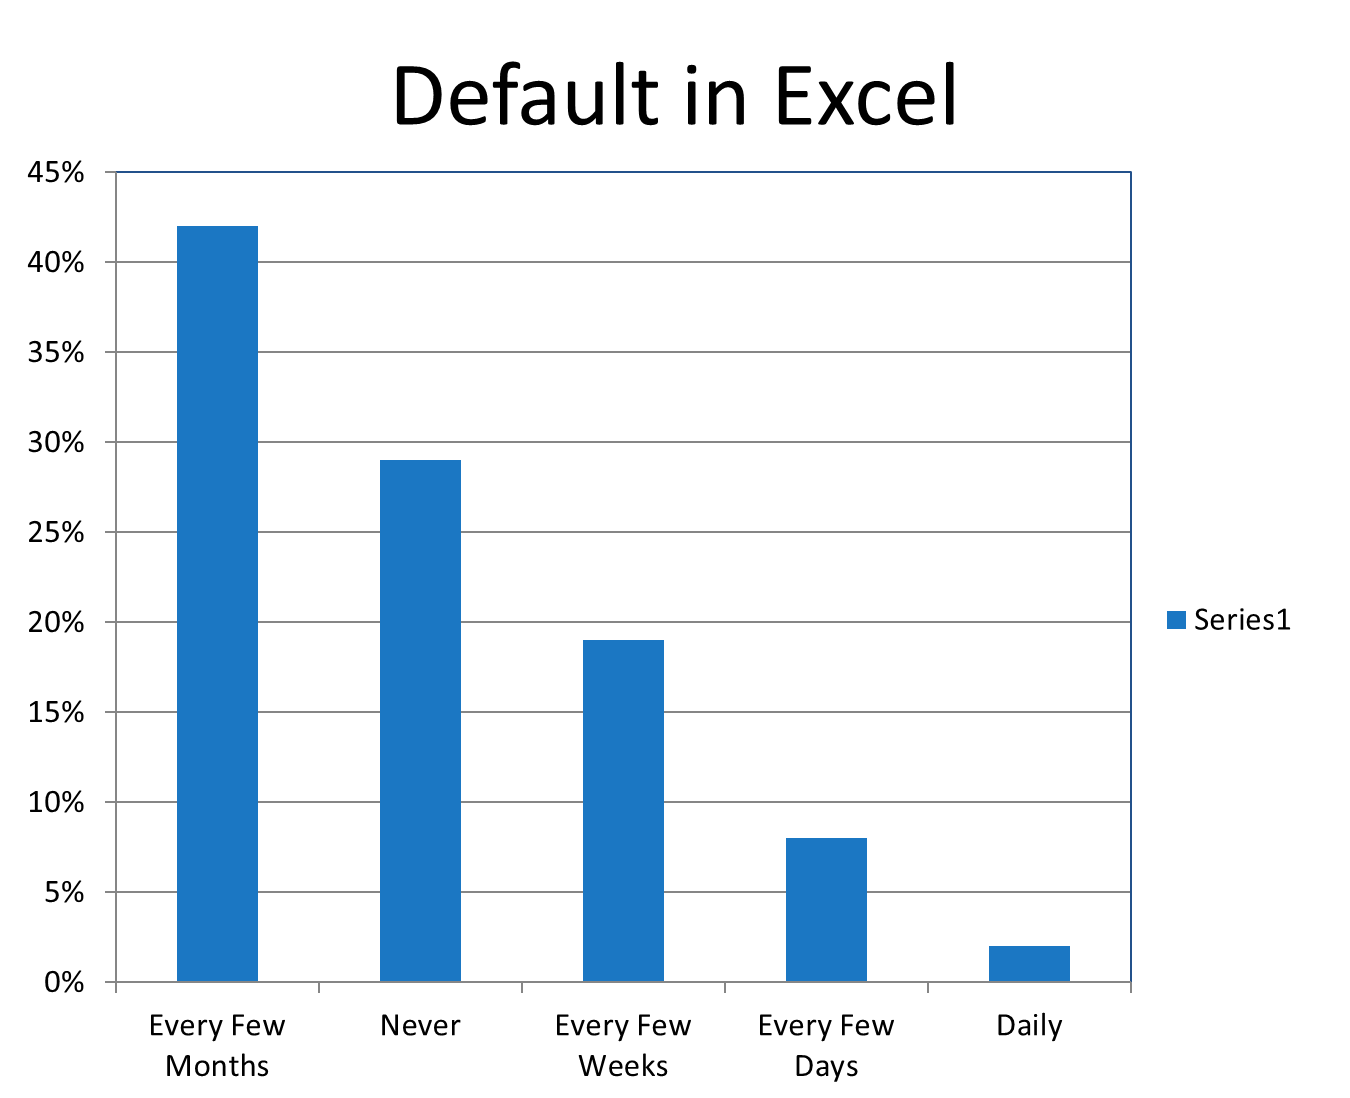 Default in Excel
45%
40%
35%
30%
25%
20%
15%
10%
5%
0%
Series1
Every Few
Months
Never
Every Few
Weeks
Every Few
Days
Daily